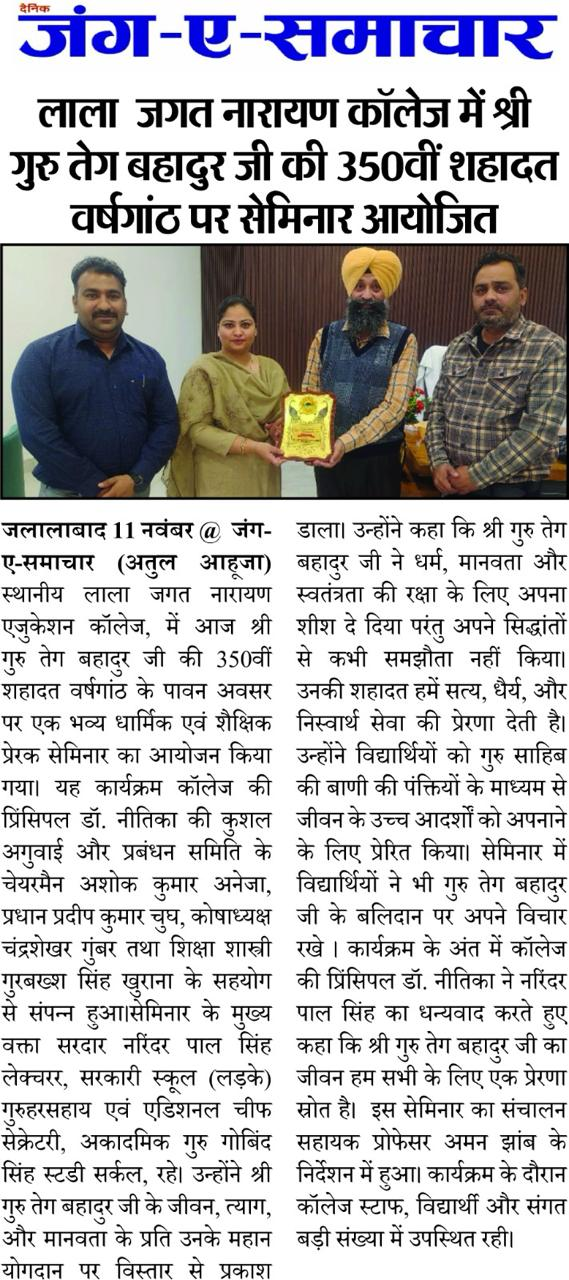 दैनिक
जंग-ए-समाचार
लाला जगत नारायण कॉलेज में श्री
गुरु तेग बहादुर जी की 350वीं शहादत
वर्षगांठ पर सेमिनार आयोजित
जलालाबाद 11 नवंबर @ जंग-
ए-समाचार (अतुल आहूजा)
स्थानीय लाला जगत नारायण
एजुकेशन कॉलेज, में आज श्री
गुरु तेग बहादुर जी की 350वीं
शहादत वर्षगांठ के पावन अवसर
पर एक भव्य धार्मिक एवं शैक्षिक
प्रेरक सेमिनार का आयोजन किया
गया। यह कार्यक्रम कॉलेज की
प्रिंसिपल डॉ. नीतिका की कुशल
अगुवाई और प्रबंधन समिति के
चेयरमैन अशोक कुमार अनेजा,
प्रधान प्रदीप कुमार चुघ, कोषाध्यक्ष
चंद्रशेखर गुंबर तथा शिक्षा शास्त्री
गुरबख्श सिंह खुराना के सहयोग
से संपन्न हुआ।सेमिनार के मुख्य
वक्ता सरदार नरिंदर पाल सिंह
लेक्चरर, सरकारी स्कूल (लड़के)
गुरुहरसहाय एवं एडिशनल चीफ
सेक्रेटरी, अकादमिक गुरु गोबिंद
सिंह स्टडी सर्कल, रहे। उन्होंने श्री
गुरु तेग बहादुर जी के जीवन, त्याग,
और मानवता के प्रति उनके महान
योगदान पर विस्तार से प्रकाश
डाला। उन्होंने कहा कि श्री गुरु तेग
बहादुर जी ने धर्म, मानवता और
स्वतंत्रता की रक्षा के लिए अपना
शीश दे दिया परंतु अपने सिद्धांतों
से कभी समझौता नहीं किया।
उनकी शहादत हमें सत्य, धैर्य, और
निस्वार्थ सेवा की प्रेरणा देती है।
उन्होंने विद्यार्थियों को गुरु साहिब
की बाणी की पंक्तियों के माध्यम से
जीवन के उच्च आदर्शों को अपनाने
के लिए प्रेरित किया। सेमिनार में
विद्यार्थियों ने भी गुरु तेग बहादुर
जी के बलिदान पर अपने विचार
रखे । कार्यक्रम के अंत में कॉलेज
की प्रिंसिपल डॉ. नीतिका ने नरिंदर
पाल सिंह का धन्यवाद करते हुए
कहा कि श्री गुरु तेग बहादुर जी का
जीवन हम सभी के लिए एक प्रेरणा
स्रोत है। इस सेमिनार का संचालन
सहायक प्रोफेसर अमन झांब के
निर्देशन में हुआ। कार्यक्रम के दौरान
कॉलेज स्टाफ, विद्यार्थी और संगत
बड़ी संख्या में उपस्थित रही।